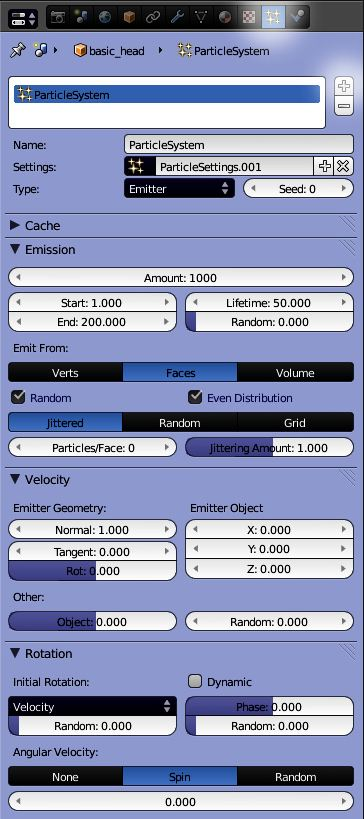 basic_head ParticleSystem
ParticleSystem
Name: ParticleSystem
Settings: ParticleSettings.001
Type: Emitter Seed: 0
Cache
Emission
Amount: 1000
Start: 1.000 Lifetime: 50.000
End: 200.000 Random: 0.000
Emit From:
Verts Faces Volume
Random Even Distribution
Jittered Random Grid
Particles/Face: 0 Jittering Amount: 1.000
Velocity
Emitter Geometry: Emitter Object
Normal: 1.000 X: 0.000
Tangent: 0.000 Y: 0.000
Rot: 0.000 Z: 0.000
Other:
Object: 0.000 Random: 0.000
Rotation
Initial Rotation: Dynamic
Velocity Phase: 0.000
Random: 0.000 Random: 0.000
Angular Velocity:
None Spin Random
0.000